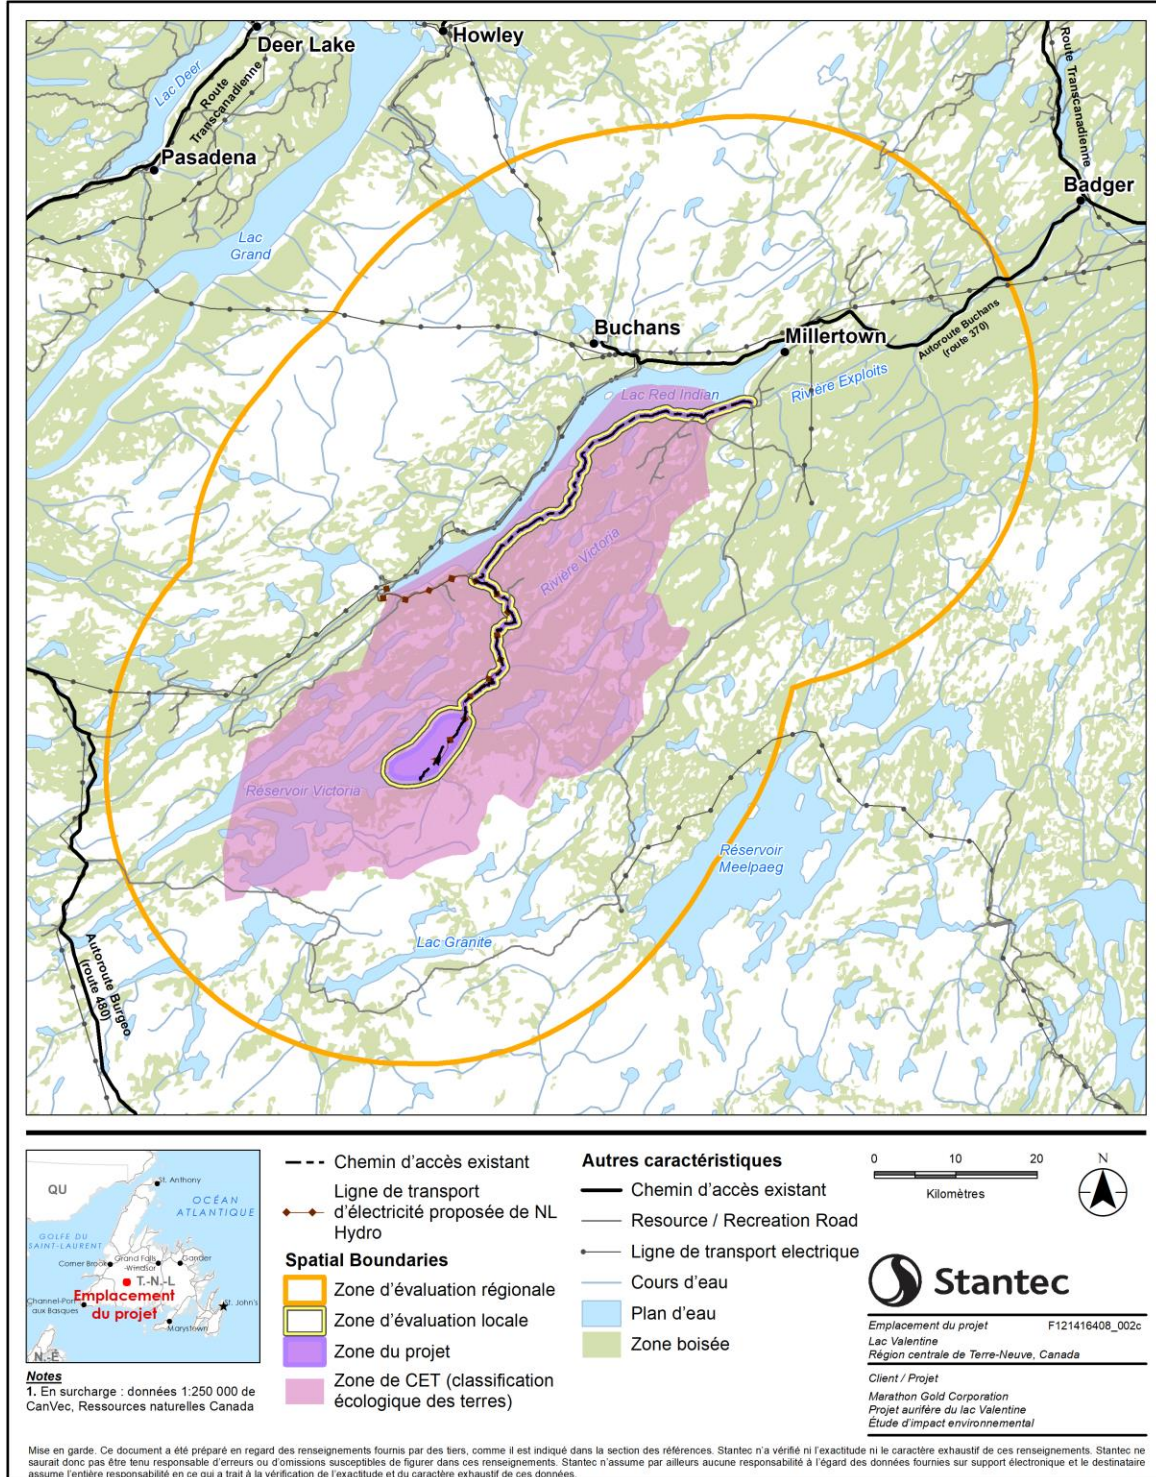 Deer Lake
Howley
Lac Deer
Route
Transcanadienne
Route Transcanadienne
Pasadena
Badger
Lac
Grand
Buchans
Millertown
Autoroute Buchans
(route 370)
Lac Red Indian
Rivière Exploits
Rivière Victoria
Réservoir Victoria
Réservoir
Meelpaeg
Lac Granite
Autoroute Burgeo
(route 480)
QU
St. Anthony
OCÉAN
ATLANTIQUE
GOLFE DU
SAINT-LAURENT
Corner Brook
Grand Falls
-Windsor
Gander
T.-N.-L
Emplacement
du projet
Channel-Port
aux Basques
St. John's
Marystown
N.-É
Notes
1. En surcharge : données 1:250 000 de
CanVec, Ressources naturelles Canada
Chemin d'accès existant
Ligne de transport
d'électricité proposée de NL
Hydro
Spatial Boundaries
Zone d'évaluation régionale
Zone d'évaluation locale
Zone du projet
Zone de CET (classification
écologique des terres)
Autres caractéristiques
Chemin d'accès existant
Resource / Recreation Road
Ligne de transport electrique
Cours d'eau
Plan d'eau
Zone boisée
0 10 20
Kilomètres
N
Stantec
Emplacement du projet F121416408_002c
Lac Valentine
Région centrale de Terre-Neuve, Canada
Client / Projet
Marathon Gold Corporation
Projet aurifère du lac Valentine
Étude d'impact environnemental
Mise en garde. Ce document a été préparé en regard des renseignements fournis par des tiers, comme il est indiqué dans la section des références. Stantec n'a vérifié ni l'exactitude ni le caractère exhaustif de ces renseignements. Stantec ne
saurait donc pas être tenu responsable d'erreurs ou d'omissions susceptibles de figurer dans ces renseignements. Stantec n'assume par ailleurs aucune responsabilité à l'égard des données fournies sur support électronique et le destinataire
assume l'entière responsabilité en ce qui a trait à la vérification de l'exactitude et du caractère exhaustif de ces données.